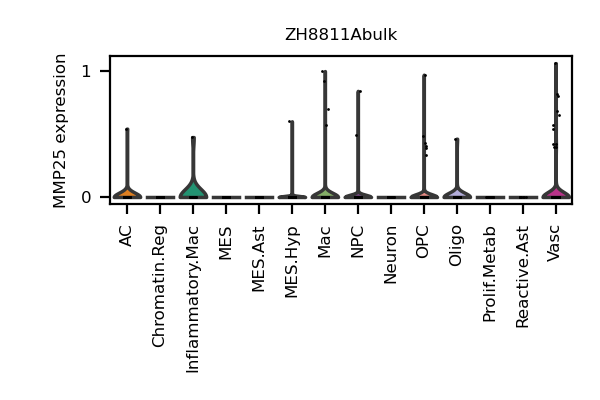 ZH8811Abulk
MMP25 expression
1
0
AC
Chromatin.Reg
Inflammatory.Mac
MES
MES.Ast
MES.Hyp
Mac
NPC
Neuron
OPC
Oligo
Prolif.Metab
Reactive.Ast
Vasc